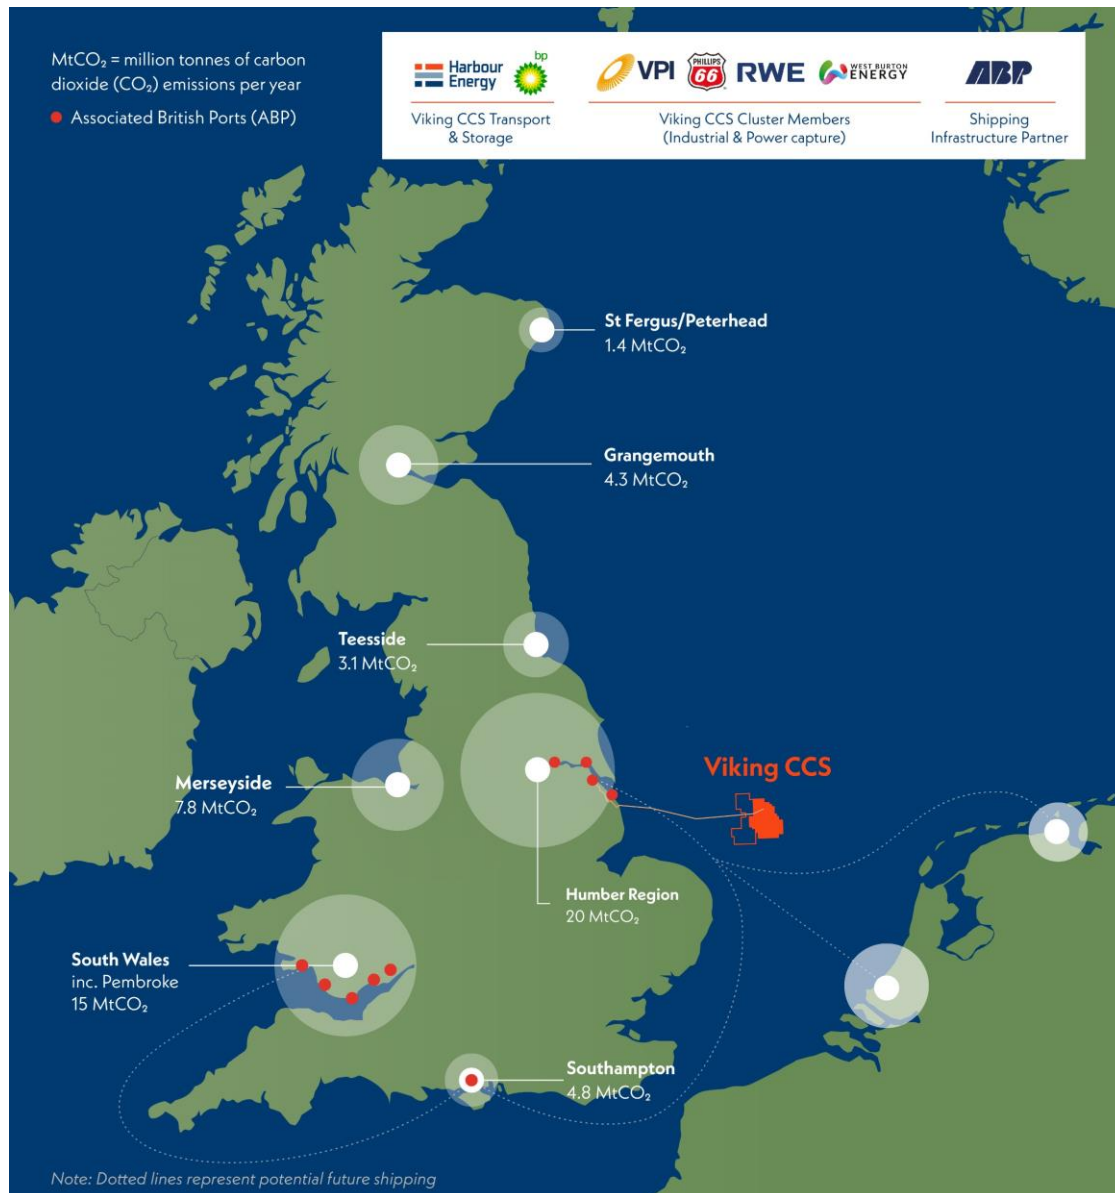 MtCO₂ = million tonnes of carbon
dioxide (CO₂) emissions per year
Associated British Ports (ABP)
Harbour
Energy
bp
VPI
PHILLIPS
66
RWE
WEST BURTON
ENERGY
ABP
Viking CCS Transport
& Storage
Viking CCS Cluster Members
(Industrial & Power capture)
Shipping
Infrastructure Partner
St Fergus/Peterhead
1.4 MtCO₂
Grangemouth
4.3 MtCO₂
Teesside
3.1 MtCO₂
Merseyside
7.8 MtCO₂
Viking CCS
Humber Region
20 MtCO₂
South Wales
inc. Pembroke
15 MtCO₂
Southampton
4.8 MtCO₂
Note: Dotted lines represent potential future shipping